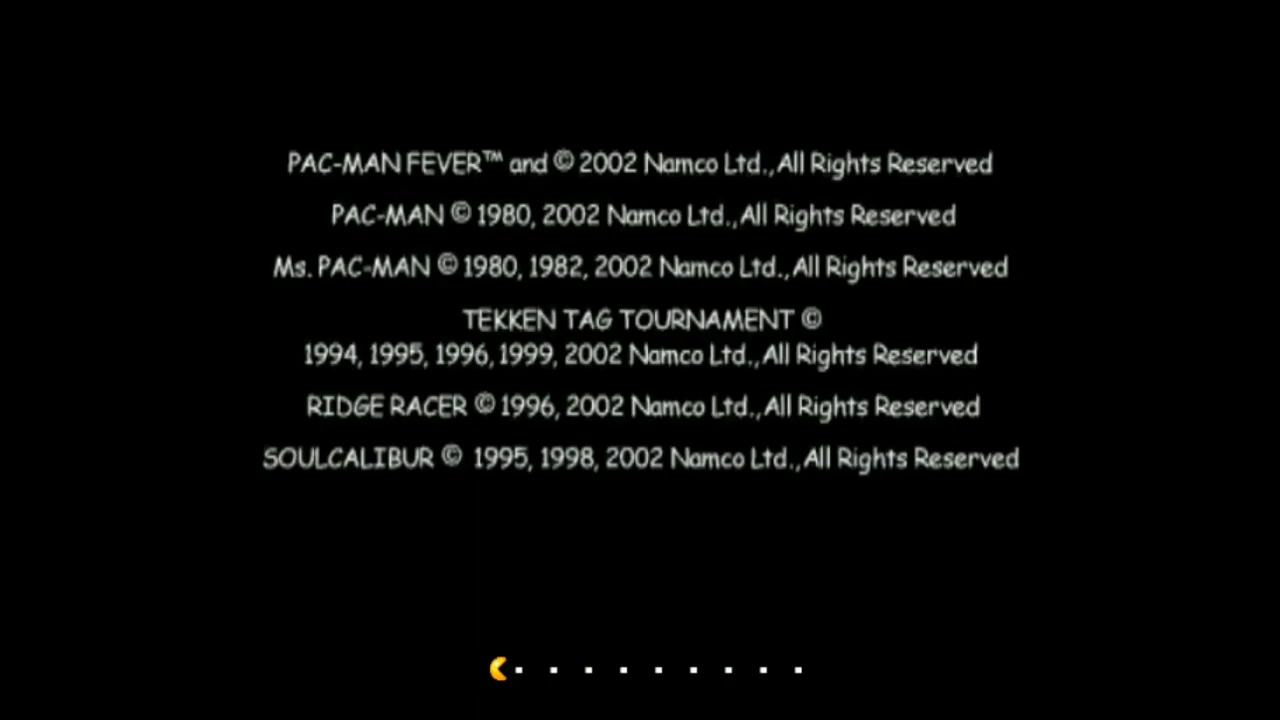 PAC-MAN FEVER™ and © 2002 Namco Ltd., All Rights Reserved
PAC-MAN © 1980, 2002 Namco Ltd., All Rights Reserved
Ms. PAC-MAN © 1980, 1982, 2002 Namco Ltd., All Rights Reserved
TEKKEN TAG TOURNAMENT ©
1994, 1995, 1996, 1999, 2002 Namco Ltd., All Rights Reserved
RIDGE RACER © 1996, 2002 Namco Ltd., All Rights Reserved
SOULCALIBUR © 1995, 1998, 2002 Namco Ltd., All Rights Reserved